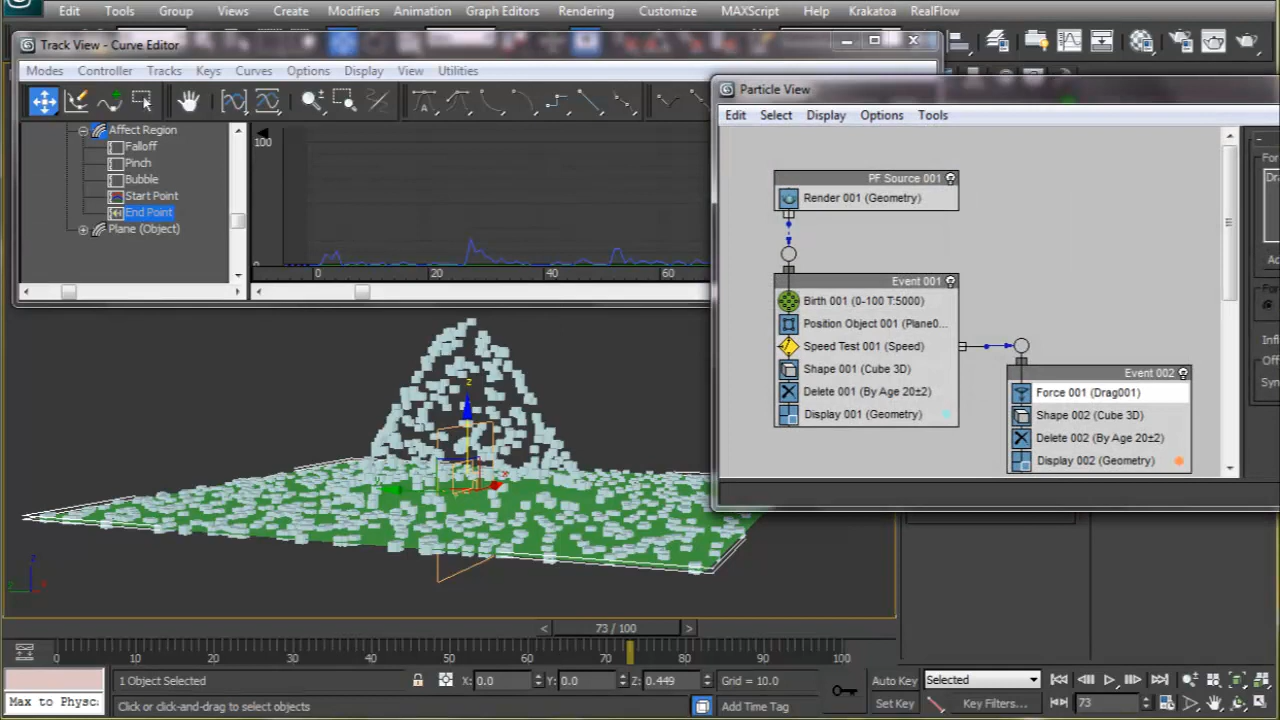 Edit Tools Group Views Create Modifiers Animation Graph Editors Rendering Customize MAXScript Help Krakatoa RealFlow
Track View - Curve Editor
Modes Controller Tracks Keys Curves Options Display View Utilities
Affect Region
Falloff
Pinch
Bubble
Start Point
End Point
Plane (Object)
100
0 20 40 60
Particle View
Edit Select Display Options Tools
PF Source 001
Render 001 (Geometry)
Event 001
Birth 001 (0-100 T:5000)
Position Object 001 (Plane0...
Speed Test 001 (Speed)
Shape 001 (Cube 3D)
Delete 001 (By Age 20±2)
Display 001 (Geometry)
Event 002
Force 001 (Drag001)
Shape 002 (Cube 3D)
Delete 002 (By Age 20±2)
Display 002 (Geometry)
z
x
z
x
73 / 100
0 10 20 30 40 50 60 70 80 90 100
1 Object Selected X: 0.0 Y: 0.0 Z: 0.449 Grid = 10.0 Auto Key Selected
Max to Physc
Click or click-and-drag to select objects Add Time Tag Set Key Key Filters... 73